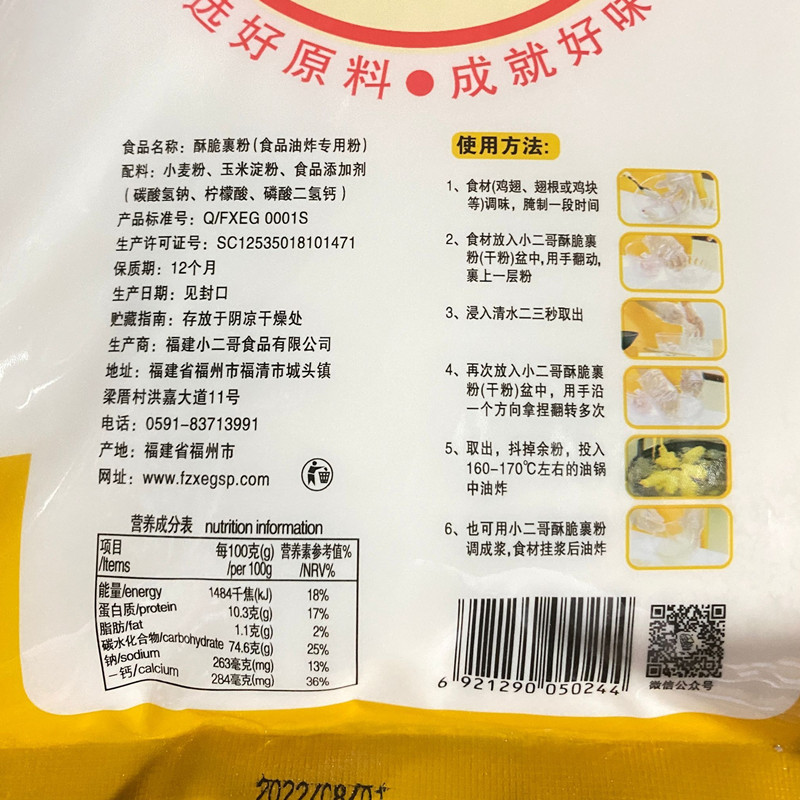 选好原料●成就好味
食品名称：酥脆裹粉(食品油炸专用粉)
配料：小麦粉、玉米淀粉、食品添加剂
(碳酸氢钠、柠檬酸、磷酸二氢钙)
产品标准号：Q/FXEG 0001S
生产许可证号：SC12535018101471
保质期：12个月
生产日期：见封口
贮藏指南：存放于阴凉干燥处
生产商：福建小二哥食品有限公司
地址：福建省福州市福清市城头镇
梁厝村洪嘉大道11号
电话：0591-83713991
产地：福建省福州市
网址：www.fzxegsp.com
营养成分表 nutrition information
项目 每100克(g) 营养素参考值%
/Items /per 100g /NRV%
能量/energy 1484千焦(kJ) 18%
蛋白质/protein 10.3克(g) 17%
脂肪/fat 1.1克(g) 2%
碳水化合物/carbohydrate 74.6克(g) 25%
钠/sodium 263毫克(mg) 13%
—钙/calcium 284毫克(mg) 36%
使用方法:
1、食材(鸡翅、翅根或鸡块
等)调味，腌制一段时间
2、食材放入小二哥酥脆裹
粉(干粉)盆中,用手翻动,
裹上一层粉
3、浸入清水二三秒取出
4、再次放入小二哥酥脆裹
粉(干粉)盆中，用手沿
一个方向拿捏翻转多次
5、取出，抖掉余粉，投入
160-170℃左右的油锅
中油炸
6、也可用小二哥酥脆裹粉
调成浆,食材挂浆后油炸
6 921290 050244
微信公众号
2022/08/01